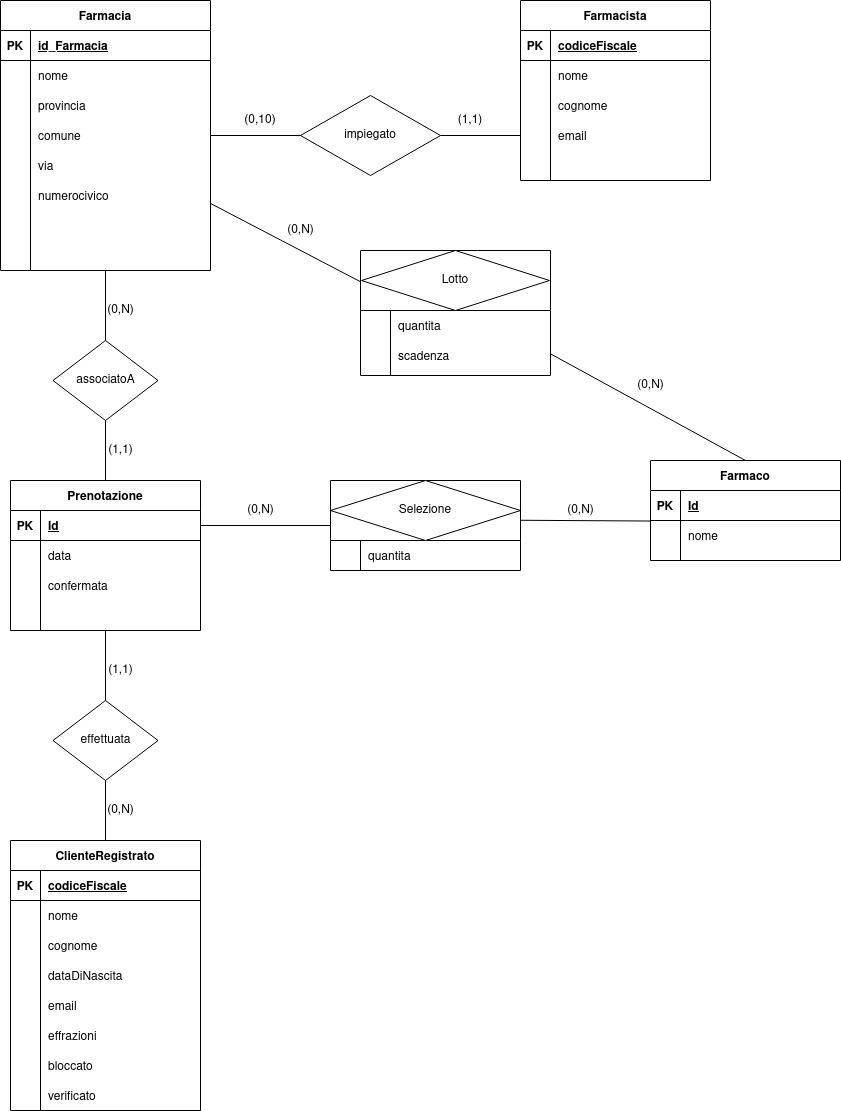 Farmacia
PK id_Farmacia
nome
provincia
comune
via
numerocivico
(0,10)
impiegato
(1,1)
Farmacista
PK codiceFiscale
nome
cognome
email
(0,N)
Lotto
quantita
scadenza
(0,N)
(0,N)
associatoA
(1,1)
Prenotazione
PK Id
data
confermata
(0,N)
Selezione
quantita
(0,N)
Farmaco
PK Id
nome
(1,1)
effettuata
(0,N)
ClienteRegistrato
PK codiceFiscale
nome
cognome
dataDiNascita
email
effrazioni
bloccato
verificato